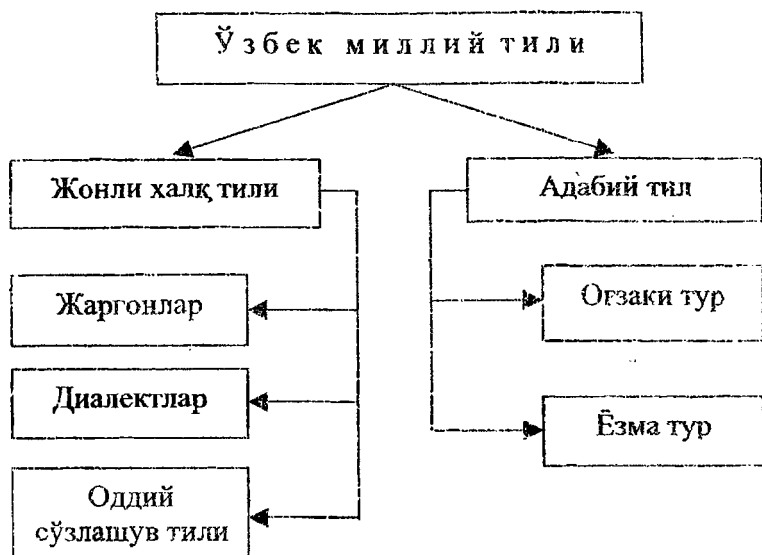 Ўзбек миллий тили
Жонли халқ тили
Адабий тил
Жаргонлар
Оғзаки тур
Диалектлар
Ёзма тур
Оддий
сўзлашув тили